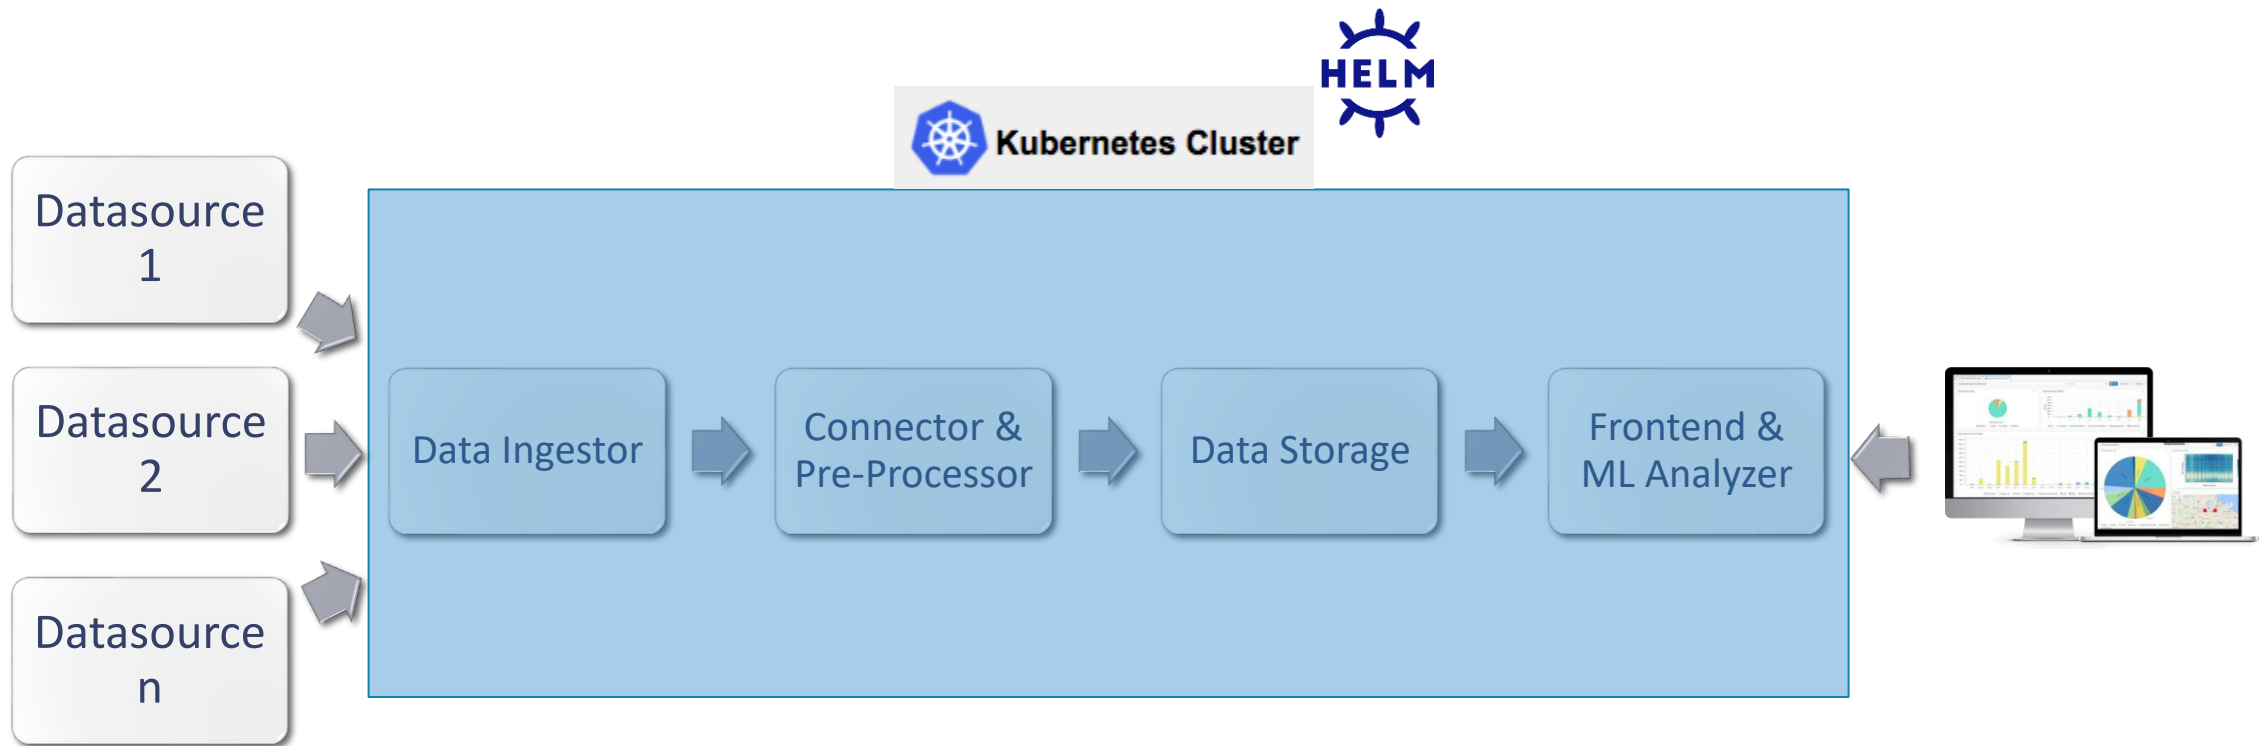 HELM
Kubernetes Cluster
Datasource
1
Datasource
2
Datasource
n
Data Ingestor
Connector &
Pre-Processor
Data Storage
Frontend &
ML Analyzer